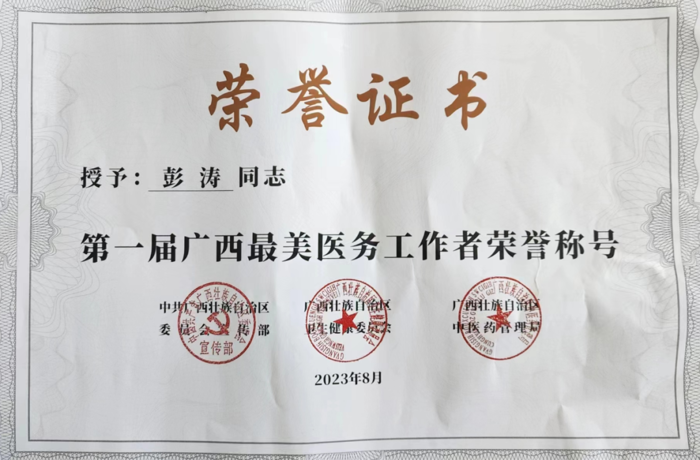 荣誉证书
授予：彭涛同志
第一届广西最美医务工作者荣誉称号
中共广西壮族自治区 广西壮族自治区 广西壮族自治区
委员会宣传部 卫生健康委员会 中医药管理局
宣传部
2023年8月